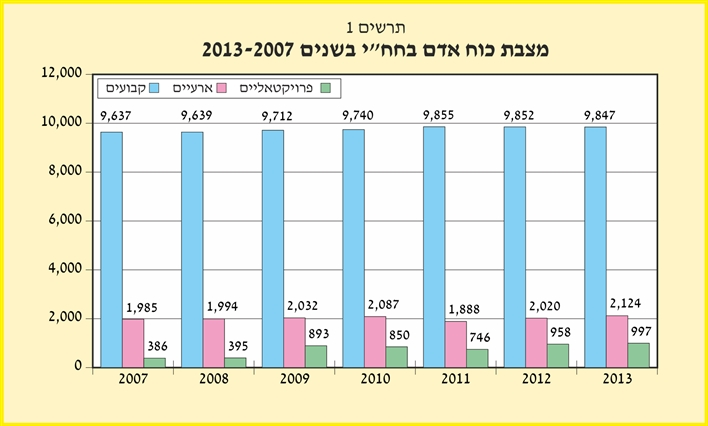 תרשים 1
מצבת כוח אדם בחח״י בשנים 2013-2007
12,000
קבועים ארעיים פרויקטאליים
9,637 9,639 9,712 9,740 9,855 9,852 9,847
10,000
8,000
6,000
4,000
1,985 1,994 2,032 2,087 1,888 2,020 2,124
2,000
386 395 893 850 746 958 997
0
2007 2008 2009 2010 2011 2012 2013